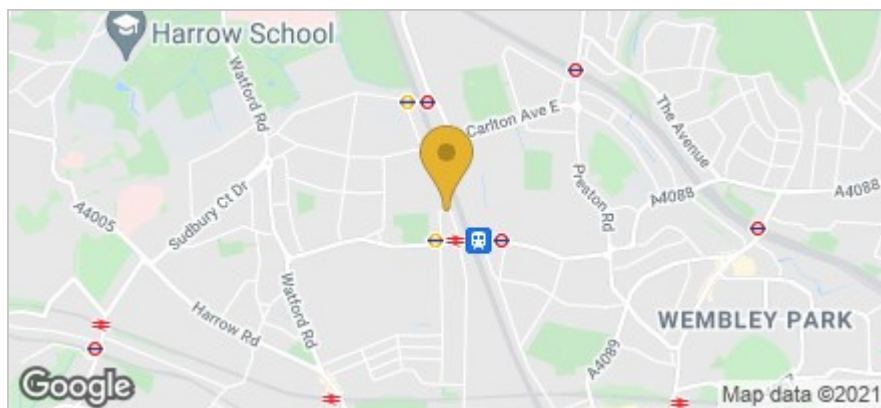 Harrow School
Watford Rd
Carlton Ave E
The Avenue
Preston Rd
A4088
A4088
A4005
Sudbury Ct Dr
Watford Rd
Harrow Rd
WEMBLEY PARK
A4089
Google
Map data ©2021